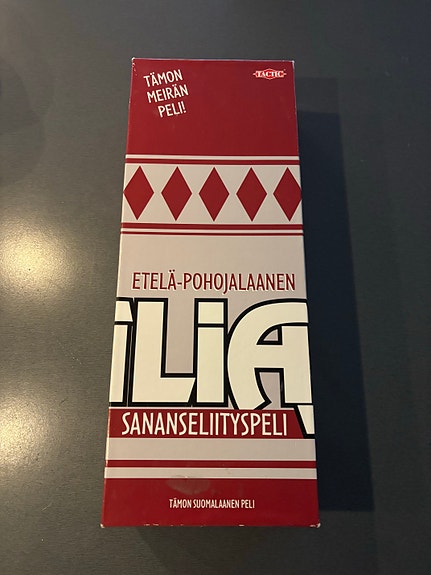 TÄMON
MEIRÄN
PELI!
TACTIC
ETELÄ-POHOJALAANEN
iLiA
SANANSELIITYSPELI
TÄMON SUOMALAANEN PELI